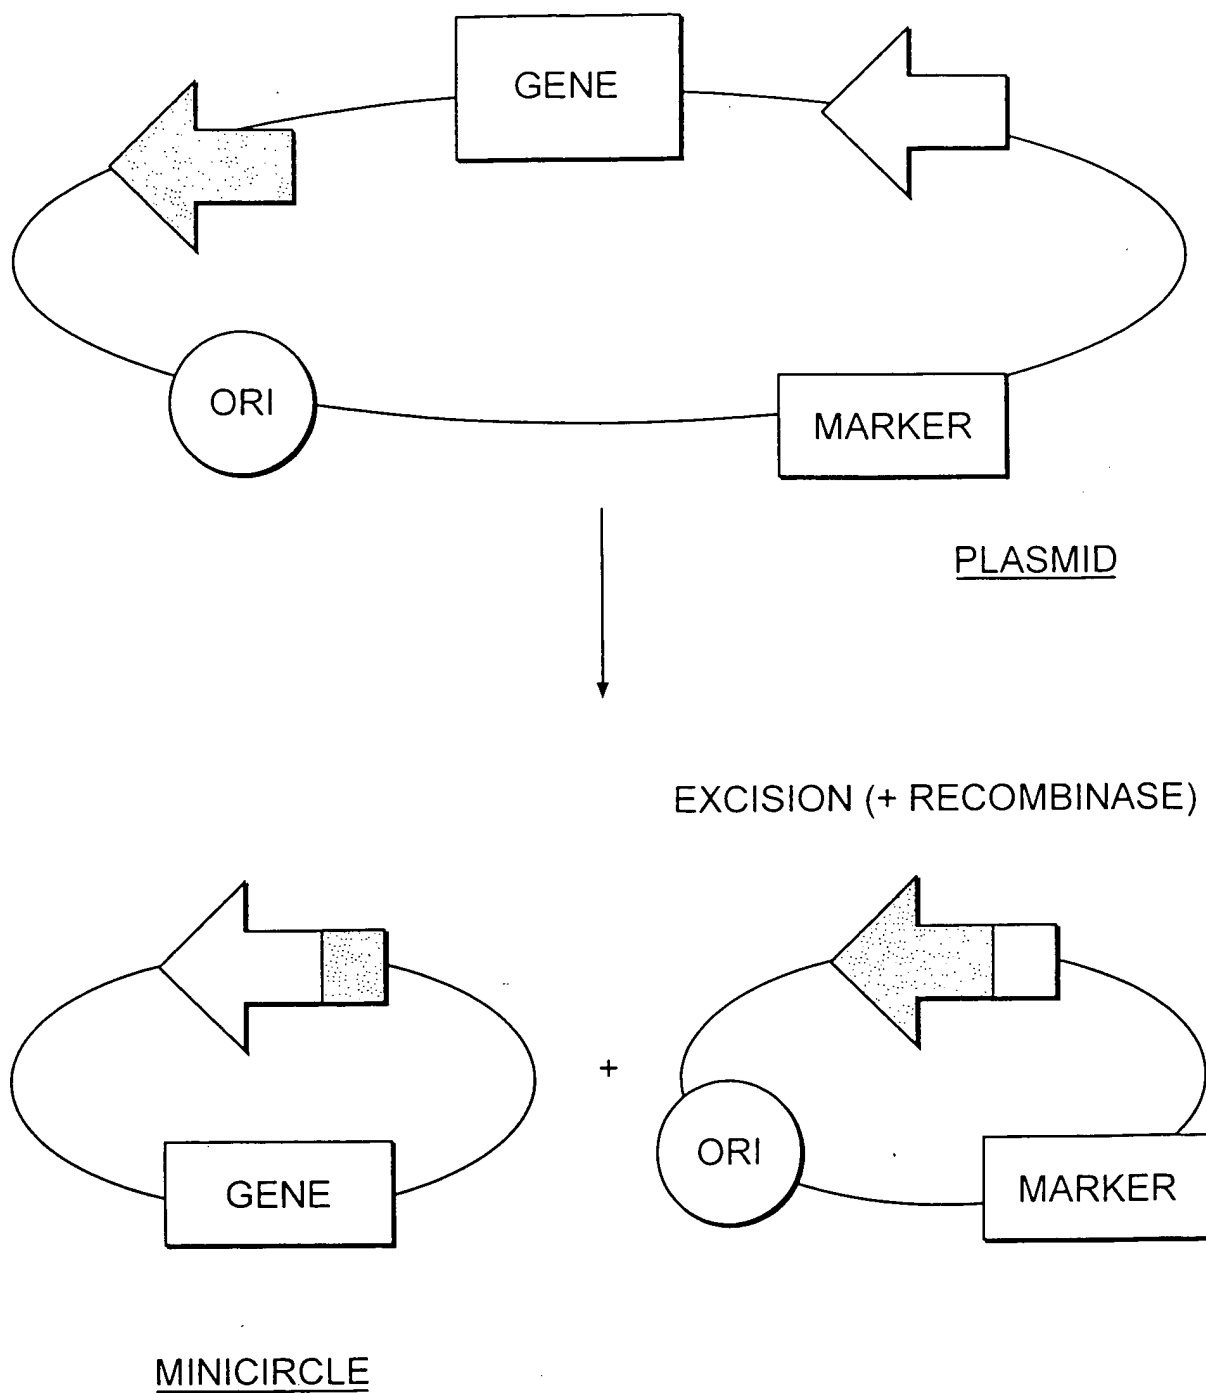 GENE
ORI
MARKER
PLASMID
EXCISION (+ RECOMBINASE)
+
ORI
GENE
MARKER
MINICIRCLE